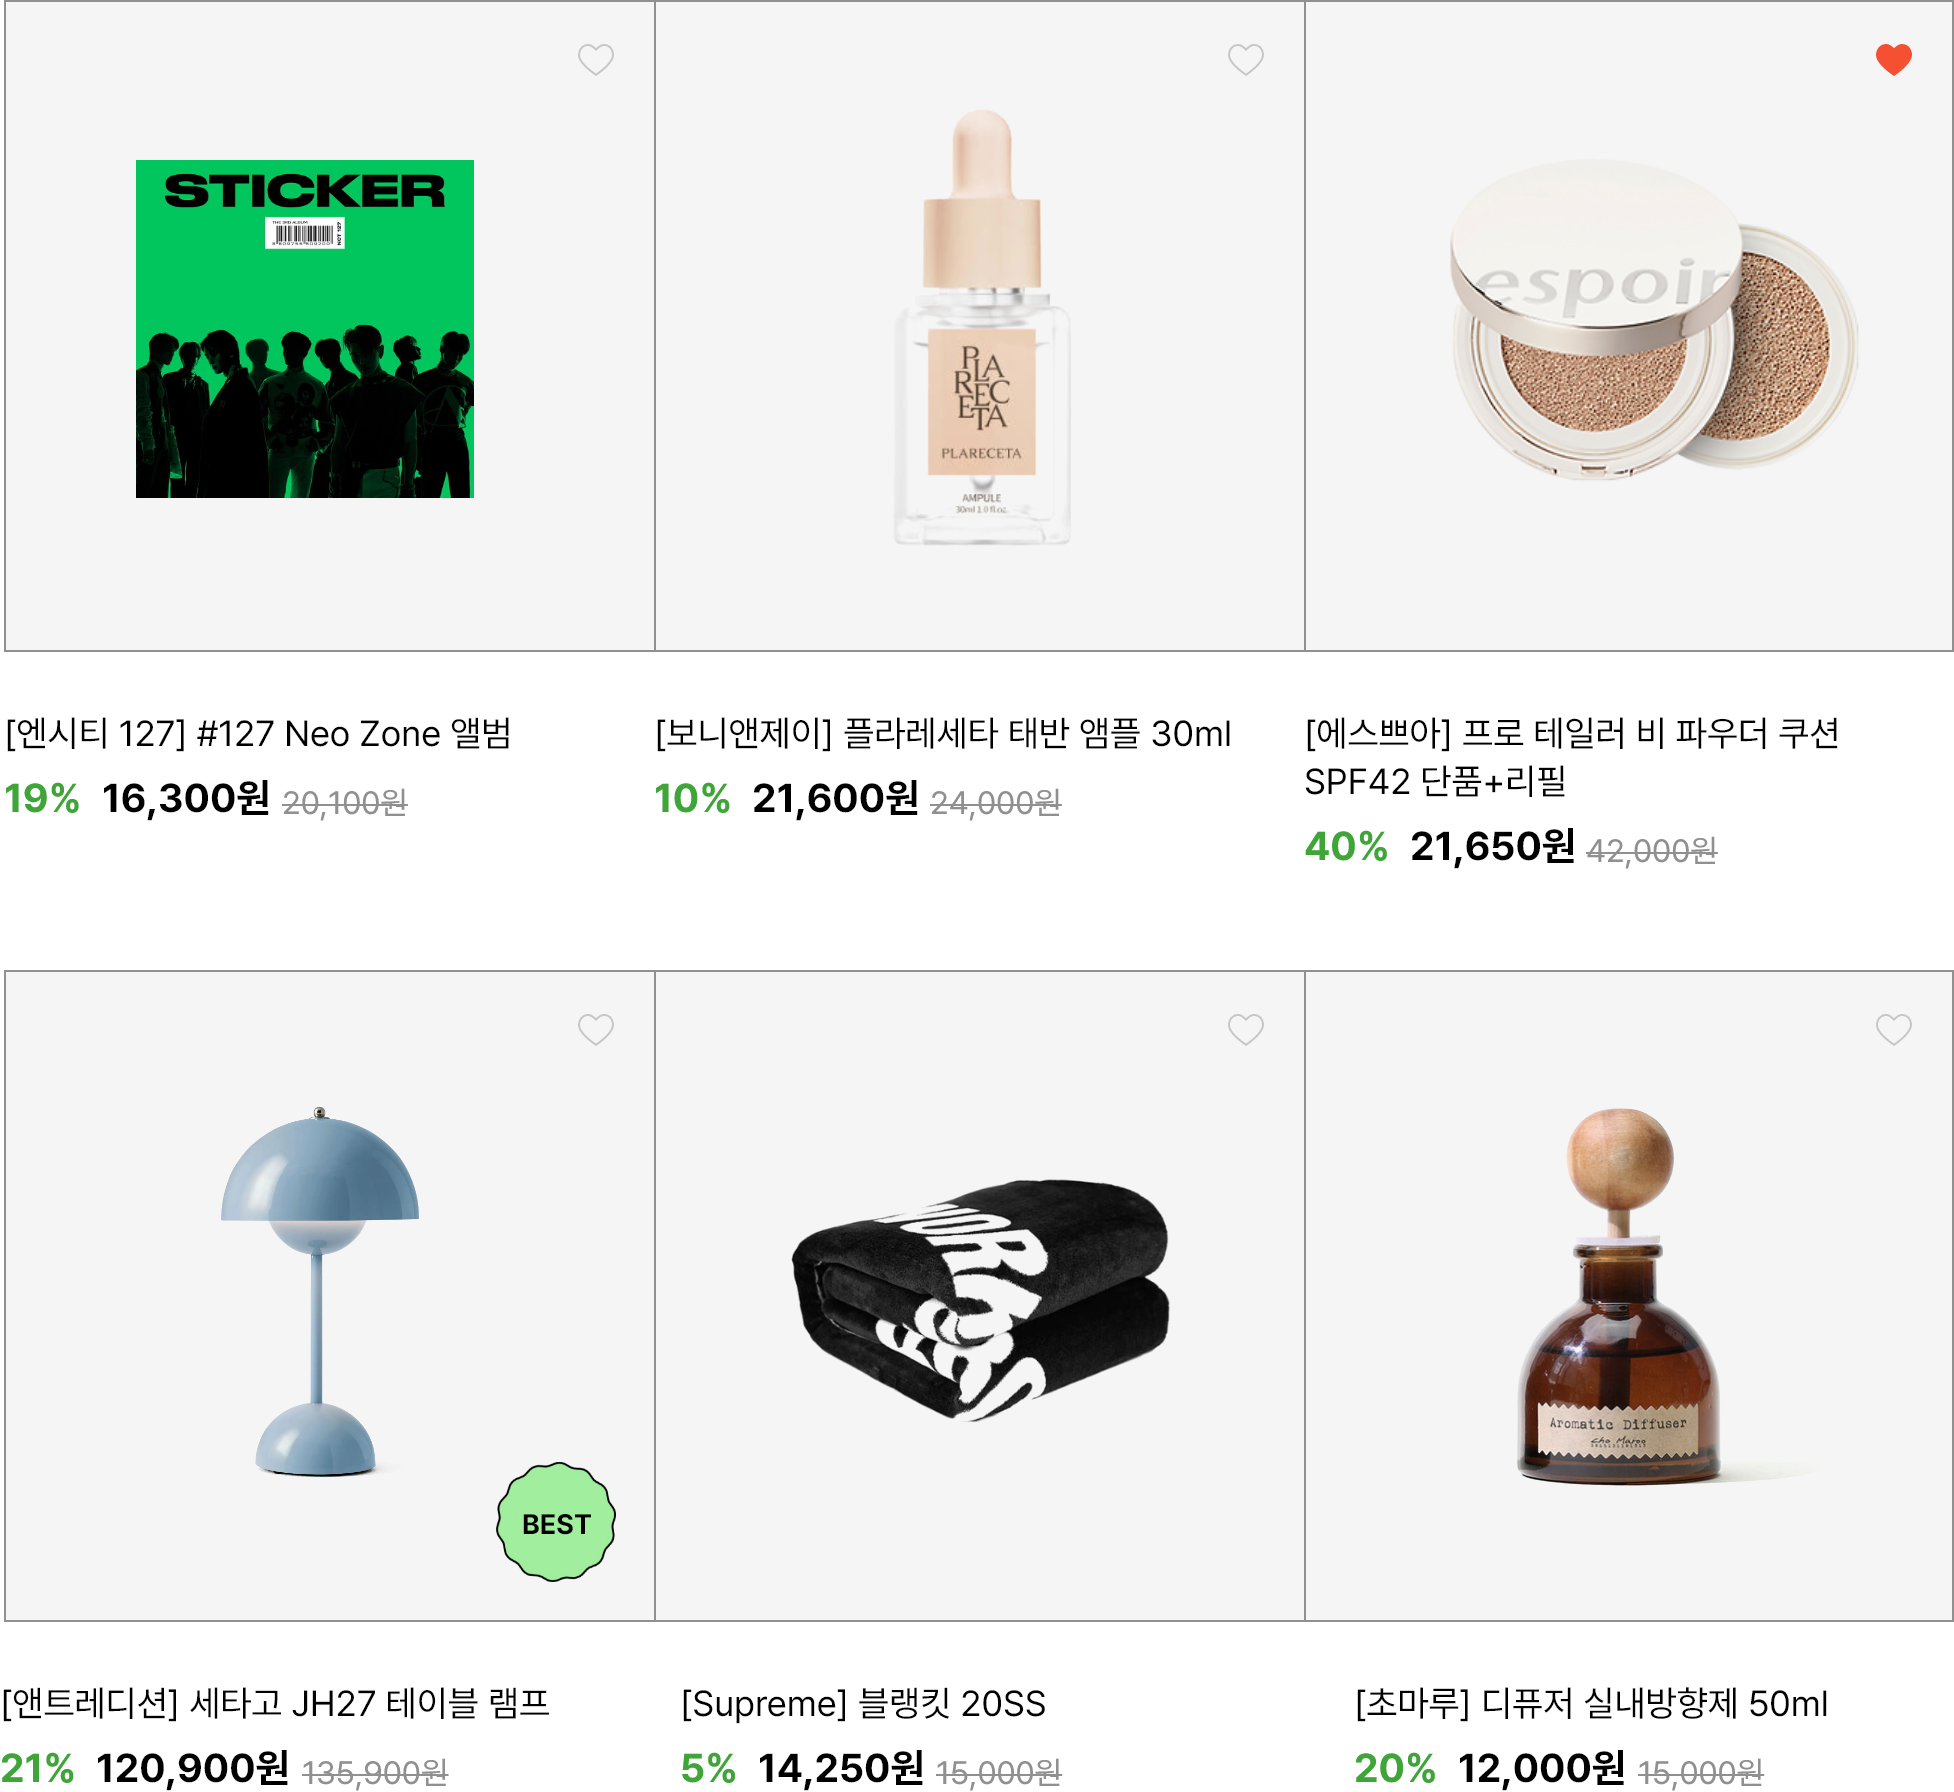 STICKER
THE 3RD ALBUM
NCT 127
PLA
REC
ETA
PLARECETA
AMPULE
30ml 1.0 fl.oz.
espoir
[엔시티 127] #127 Neo Zone 앨범
19% 16,300원 20,100원
[보니앤제이] 플라레세타 태반 앰플 30ml
10% 21,600원 24,000원
[에스쁘아] 프로 테일러 비 파우더 쿠션
SPF42 단품+리필
40% 21,650원 42,000원
BEST
Aromatic Diffuser
Cho Maroo
[앤트레디션] 세타고 JH27 테이블 램프
21% 120,900원 135,900원
[Supreme] 블랭킷 20SS
5% 14,250원 15,000원
[초마루] 디퓨저 실내방향제 50ml
20% 12,000원 15,000원